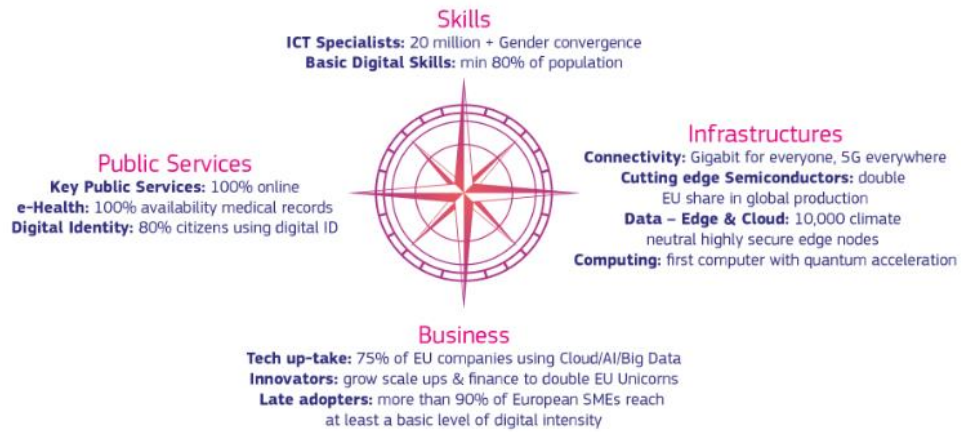 Skills
ICT Specialists: 20 million + Gender convergence
Basic Digital Skills: min 80% of population
Public Services
Key Public Services: 100% online
e-Health: 100% availability medical records
Digital Identity: 80% citizens using digital ID
Infrastructures
Connectivity: Gigabit for everyone, 5G everywhere
Cutting edge Semiconductors: double
EU share in global production
Data – Edge & Cloud: 10,000 climate
neutral highly secure edge nodes
Computing: first computer with quantum acceleration
Business
Tech up-take: 75% of EU companies using Cloud/AI/Big Data
Innovators: grow scale ups & finance to double EU Unicorns
Late adopters: more than 90% of European SMEs reach
at least a basic level of digital intensity